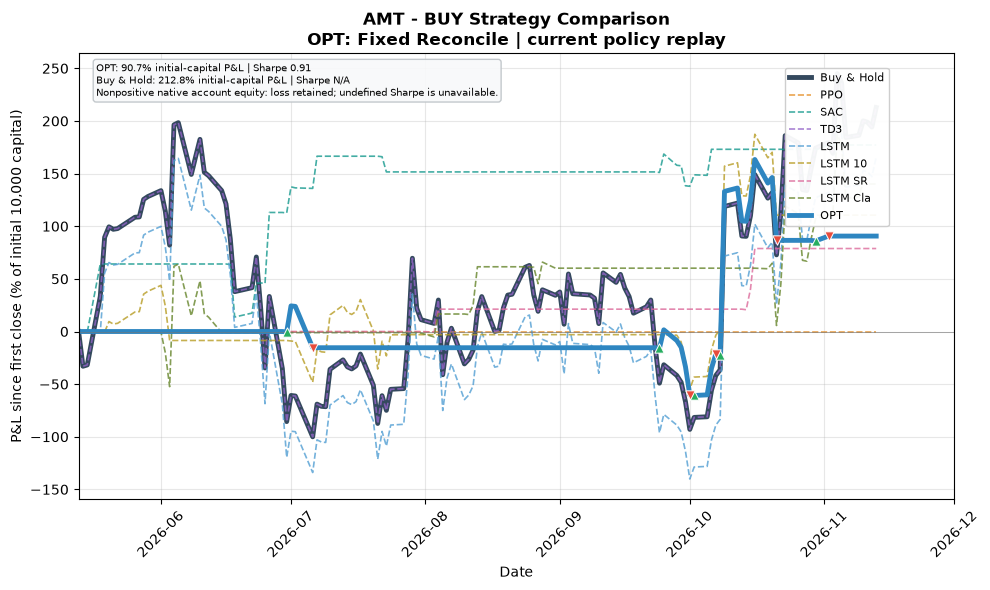 AMT - BUY Strategy Comparison
OPT: Fixed Reconcile | current policy replay
OPT: 90.7% initial-capital P&L | Sharpe 0.91
Buy & Hold: 212.8% initial-capital P&L | Sharpe N/A
Nonpositive native account equity: loss retained; undefined Sharpe is unavailable.
Buy & Hold
PPO
SAC
TD3
LSTM
LSTM 10
LSTM SR
LSTM Cla
OPT
P&L since first close (% of initial 10,000 capital)
250
200
150
100
50
0
−50
−100
−150
2026-06
2026-07
2026-08
2026-09
2026-10
2026-11
2026-12
Date